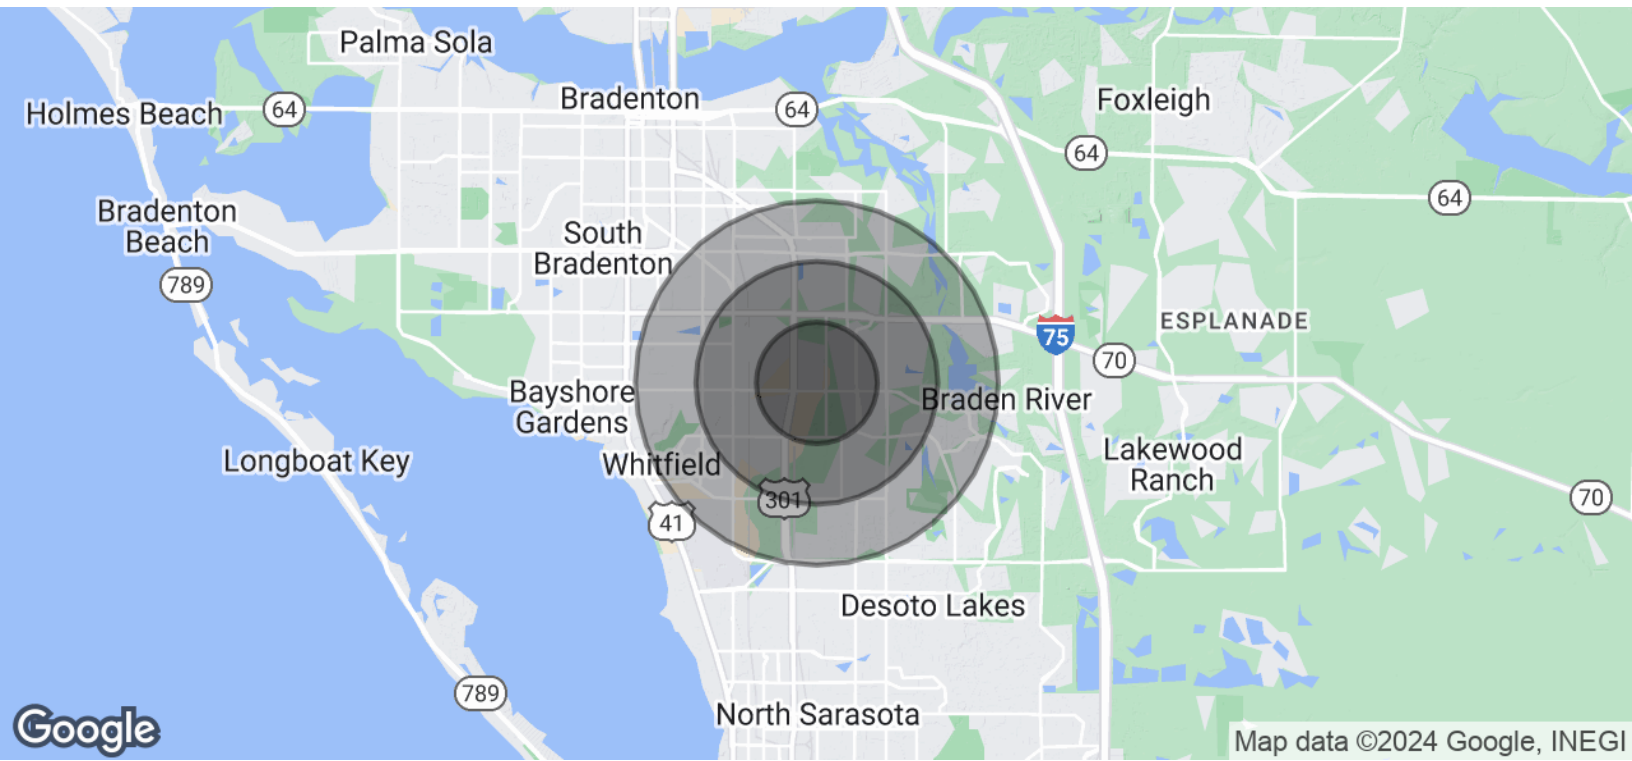 Palma Sola
Bradenton
Foxleigh
Holmes Beach
64
64
64
64
Bradenton
Beach
South
Bradenton
789
ESPLANADE
75
70
Bayshore
Gardens
Braden River
Longboat Key
Whitfield
Lakewood
Ranch
301
41
70
Desoto Lakes
789
North Sarasota
Google
Map data ©2024 Google, INEGI